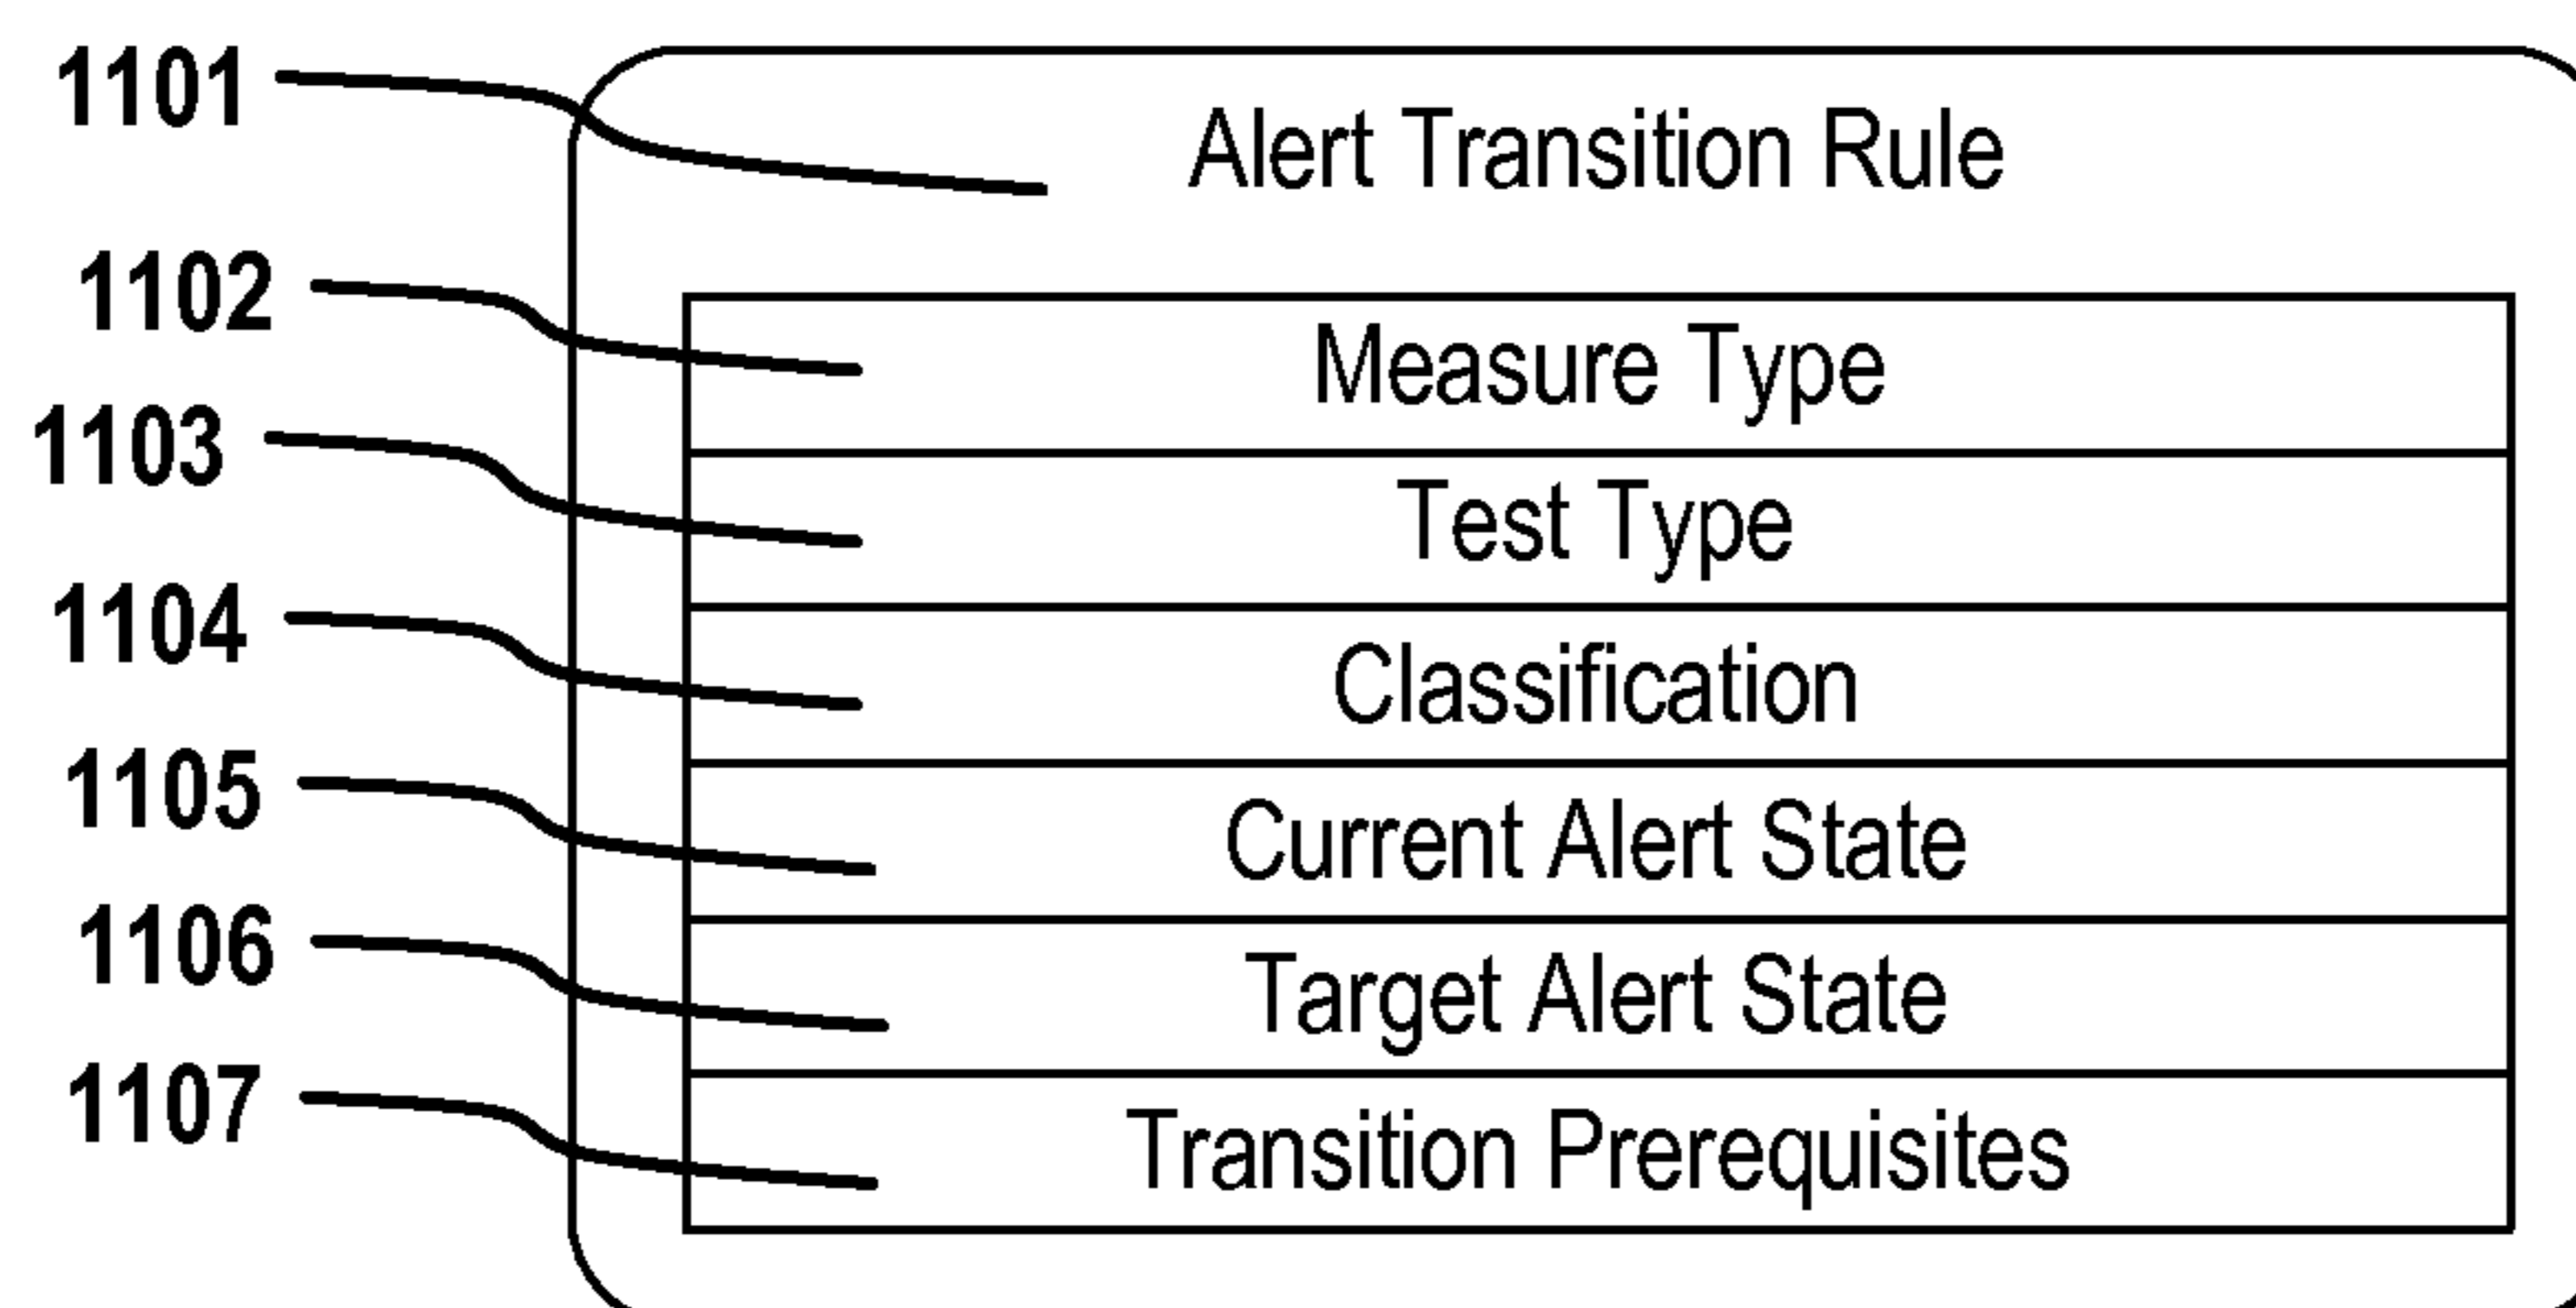 1101 Alert Transition Rule
1102 Measure Type
1103 Test Type
1104 Classification
1105 Current Alert State
1106 Target Alert State
1107 Transition Prerequisites